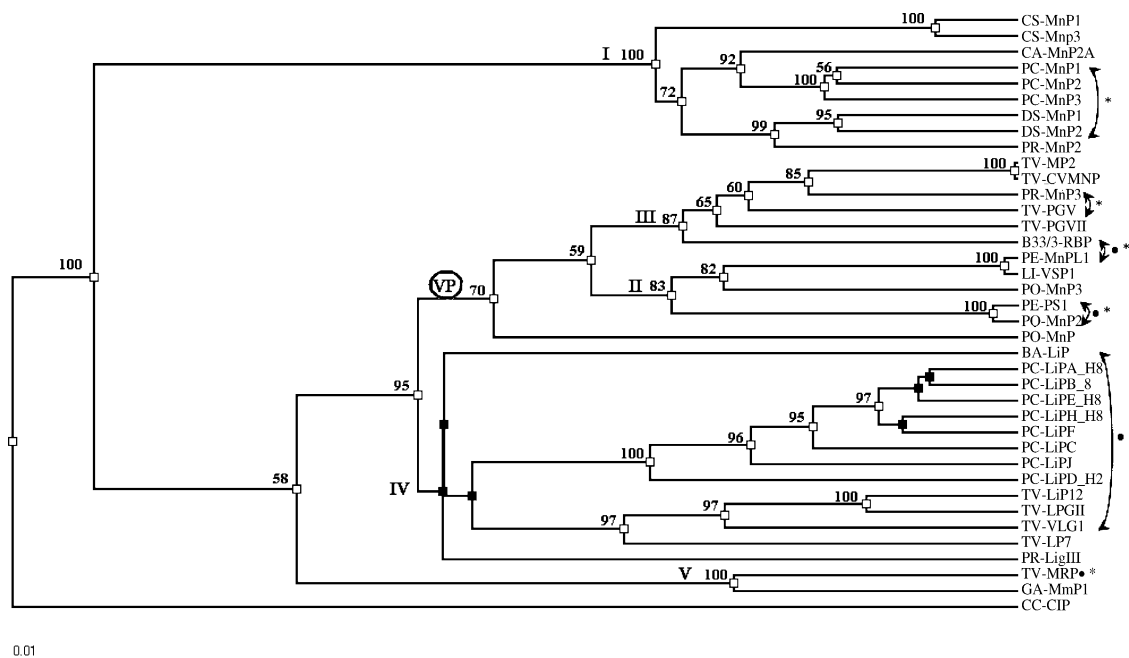 100 CS-MnP1
CS-Mnp3
I 100 92 CA-MnP2A
56 PC-MnP1
100 PC-MnP2 *
72 PC-MnP3
95 DS-MnP1
99 DS-MnP2
PR-MnP2
100 TV-MP2
85 TV-CVMNP
60 PR-MnP3 *
65 TV-PGV
III 87 TV-PGVII
59 B33/3-RBP • *
100 PE-MnPL1
82 LI-VSP1
100 VP 70 II 83 PO-MnP3
100 PE-PS1 • *
PO-MnP2
PO-MnP
BA-LiP
PC-LiPA_H8
PC-LiPB_8
95 97 PC-LiPE_H8
PC-LiPH_H8
95 PC-LiPF •
96 PC-LiPC
100 PC-LiPJ
58 IV PC-LiPD_H2
100 TV-LiP12
97 TV-LPGII
97 TV-VLG1
TV-LP7
PR-LigIII
V 100 TV-MRP• *
GA-MmP1
CC-CIP
0.01